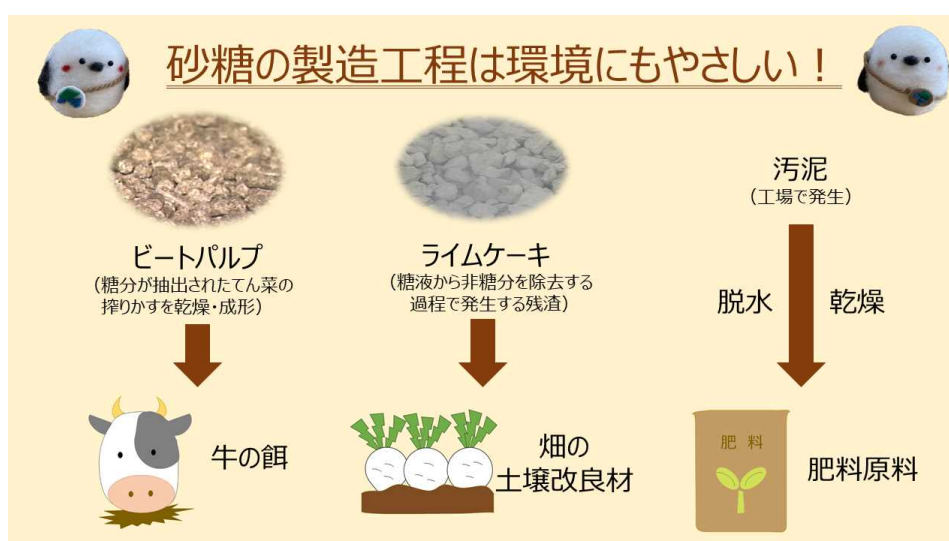 砂糖の製造工程は環境にもやさしい！
ビートパルプ
（糖分が抽出されたてん菜の
搾りかすを乾燥・成形）
牛の餌
ライムケーキ
（糖液から非糖分を除去する
過程で発生する残渣）
畑の
土壌改良材
汚泥
（工場で発生）
脱水 乾燥
肥 料
肥料原料